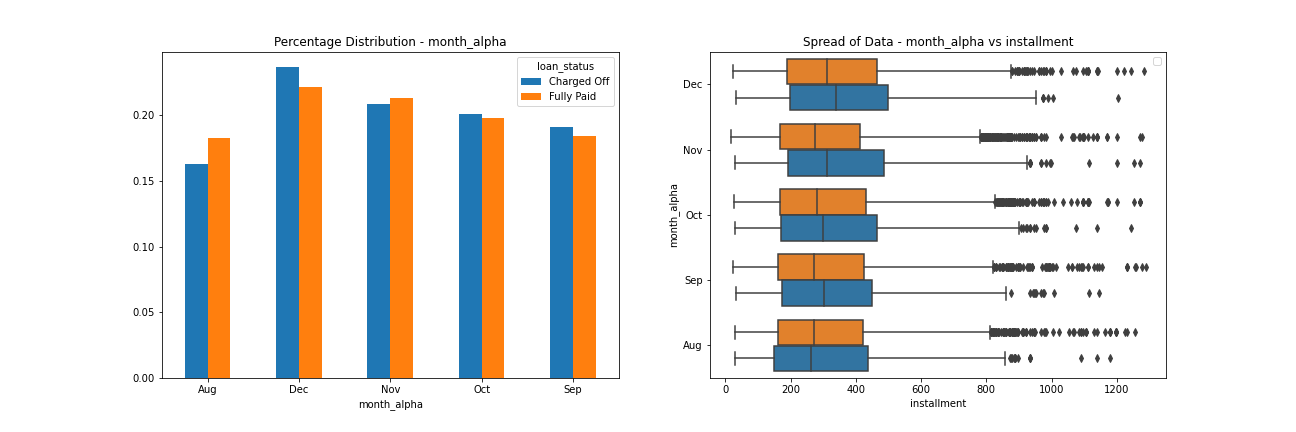 Percentage Distribution - month_alpha
loan_status
Charged Off
Fully Paid
0.20
0.15
0.10
0.05
0.00
Aug Dec Nov Oct Sep
month_alpha
Spread of Data - month_alpha vs installment
month_alpha
Dec
Nov
Oct
Sep
Aug
0 200 400 600 800 1000 1200
installment